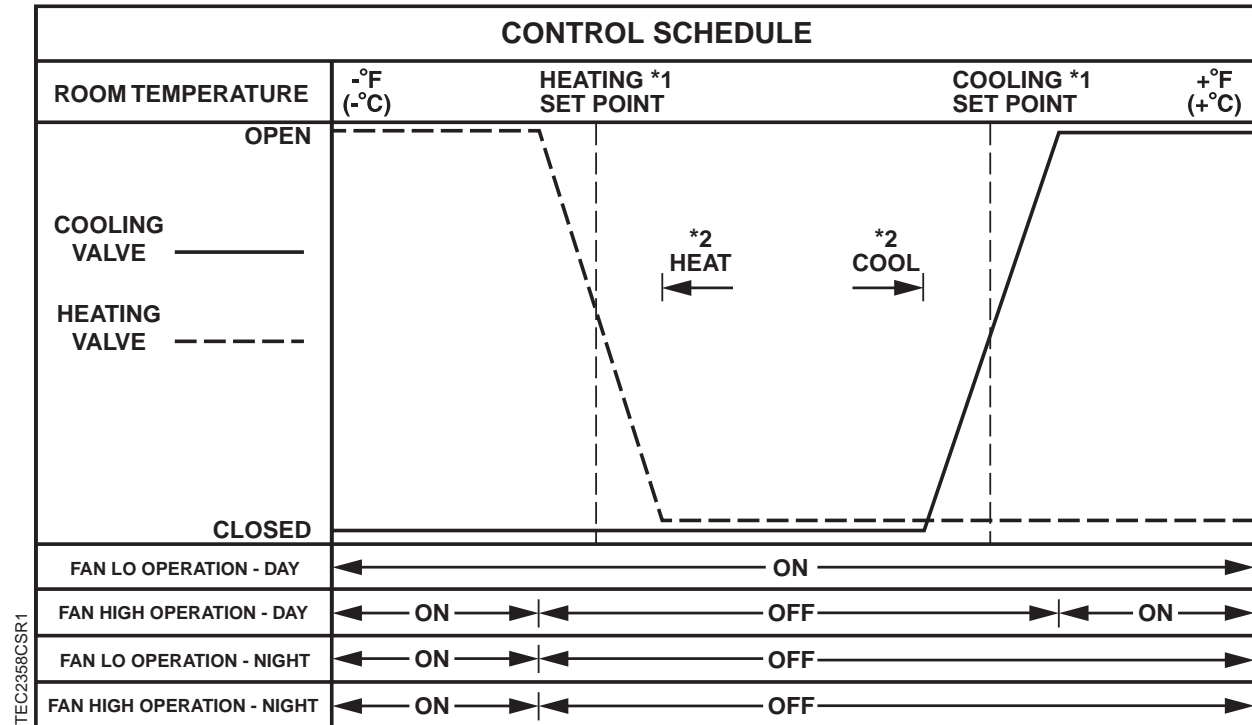 CONTROL SCHEDULE
ROOM TEMPERATURE
-°F
(-°C)
HEATING *1
SET POINT
COOLING *1
SET POINT
+°F
(+°C)
OPEN
COOLING
VALVE
HEATING
VALVE
*2
HEAT
*2
COOL
CLOSED
FAN LO OPERATION - DAY
ON
FAN HIGH OPERATION - DAY
ON
OFF
ON
FAN LO OPERATION - NIGHT
ON
OFF
FAN HIGH OPERATION - NIGHT
ON
OFF
TEC2358CSR1